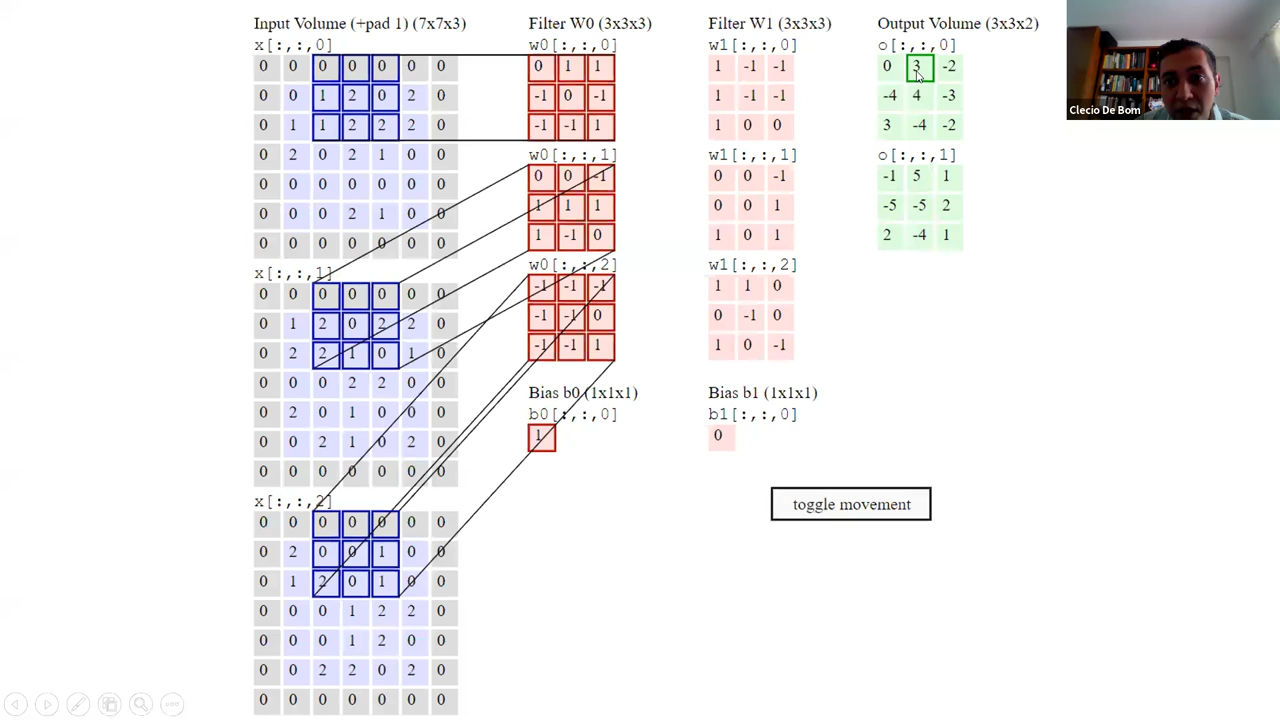 Input Volume (+pad 1) (7x7x3)
x[:,:,0]
0 0 0 0 0 0 0
0 0 1 2 0 2 0
0 1 1 2 2 2 0
0 2 0 2 1 0 0
0 0 0 0 0 0 0
0 0 0 2 1 0 0
0 0 0 0 0 0 0
x[:,:,1]
0 0 0 0 0 0 0
0 1 2 0 2 2 0
0 2 2 1 0 1 0
0 0 0 2 2 0 0
0 2 0 1 0 0 0
0 0 2 1 0 2 0
0 0 0 0 0 0 0
x[:,:,2]
0 0 0 0 0 0 0
0 2 0 0 1 0 0
0 1 2 0 1 0 0
0 0 0 1 2 2 0
0 0 0 1 2 0 0
0 0 2 2 0 2 0
0 0 0 0 0 0 0
Filter W0 (3x3x3)
w0[:,:,0]
0 1 1
-1 0 -1
-1 -1 1
w0[:,:,1]
0 0 -1
1 1 1
1 -1 0
w0[:,:,2]
-1 -1 -1
-1 -1 0
-1 -1 1
Bias b0 (1x1x1)
b0[:,:,0]
1
Filter W1 (3x3x3)
w1[:,:,0]
1 -1 -1
1 -1 -1
1 0 0
w1[:,:,1]
0 0 -1
0 0 1
1 0 1
w1[:,:,2]
1 1 0
0 -1 0
1 0 -1
Bias b1 (1x1x1)
b1[:,:,0]
0
Output Volume (3x3x2)
o[:,:,0]
0 3 -2
-4 4 -3
3 -4 -2
o[:,:,1]
-1 5 1
-5 -5 2
2 -4 1
toggle movement
Clecio De Bom